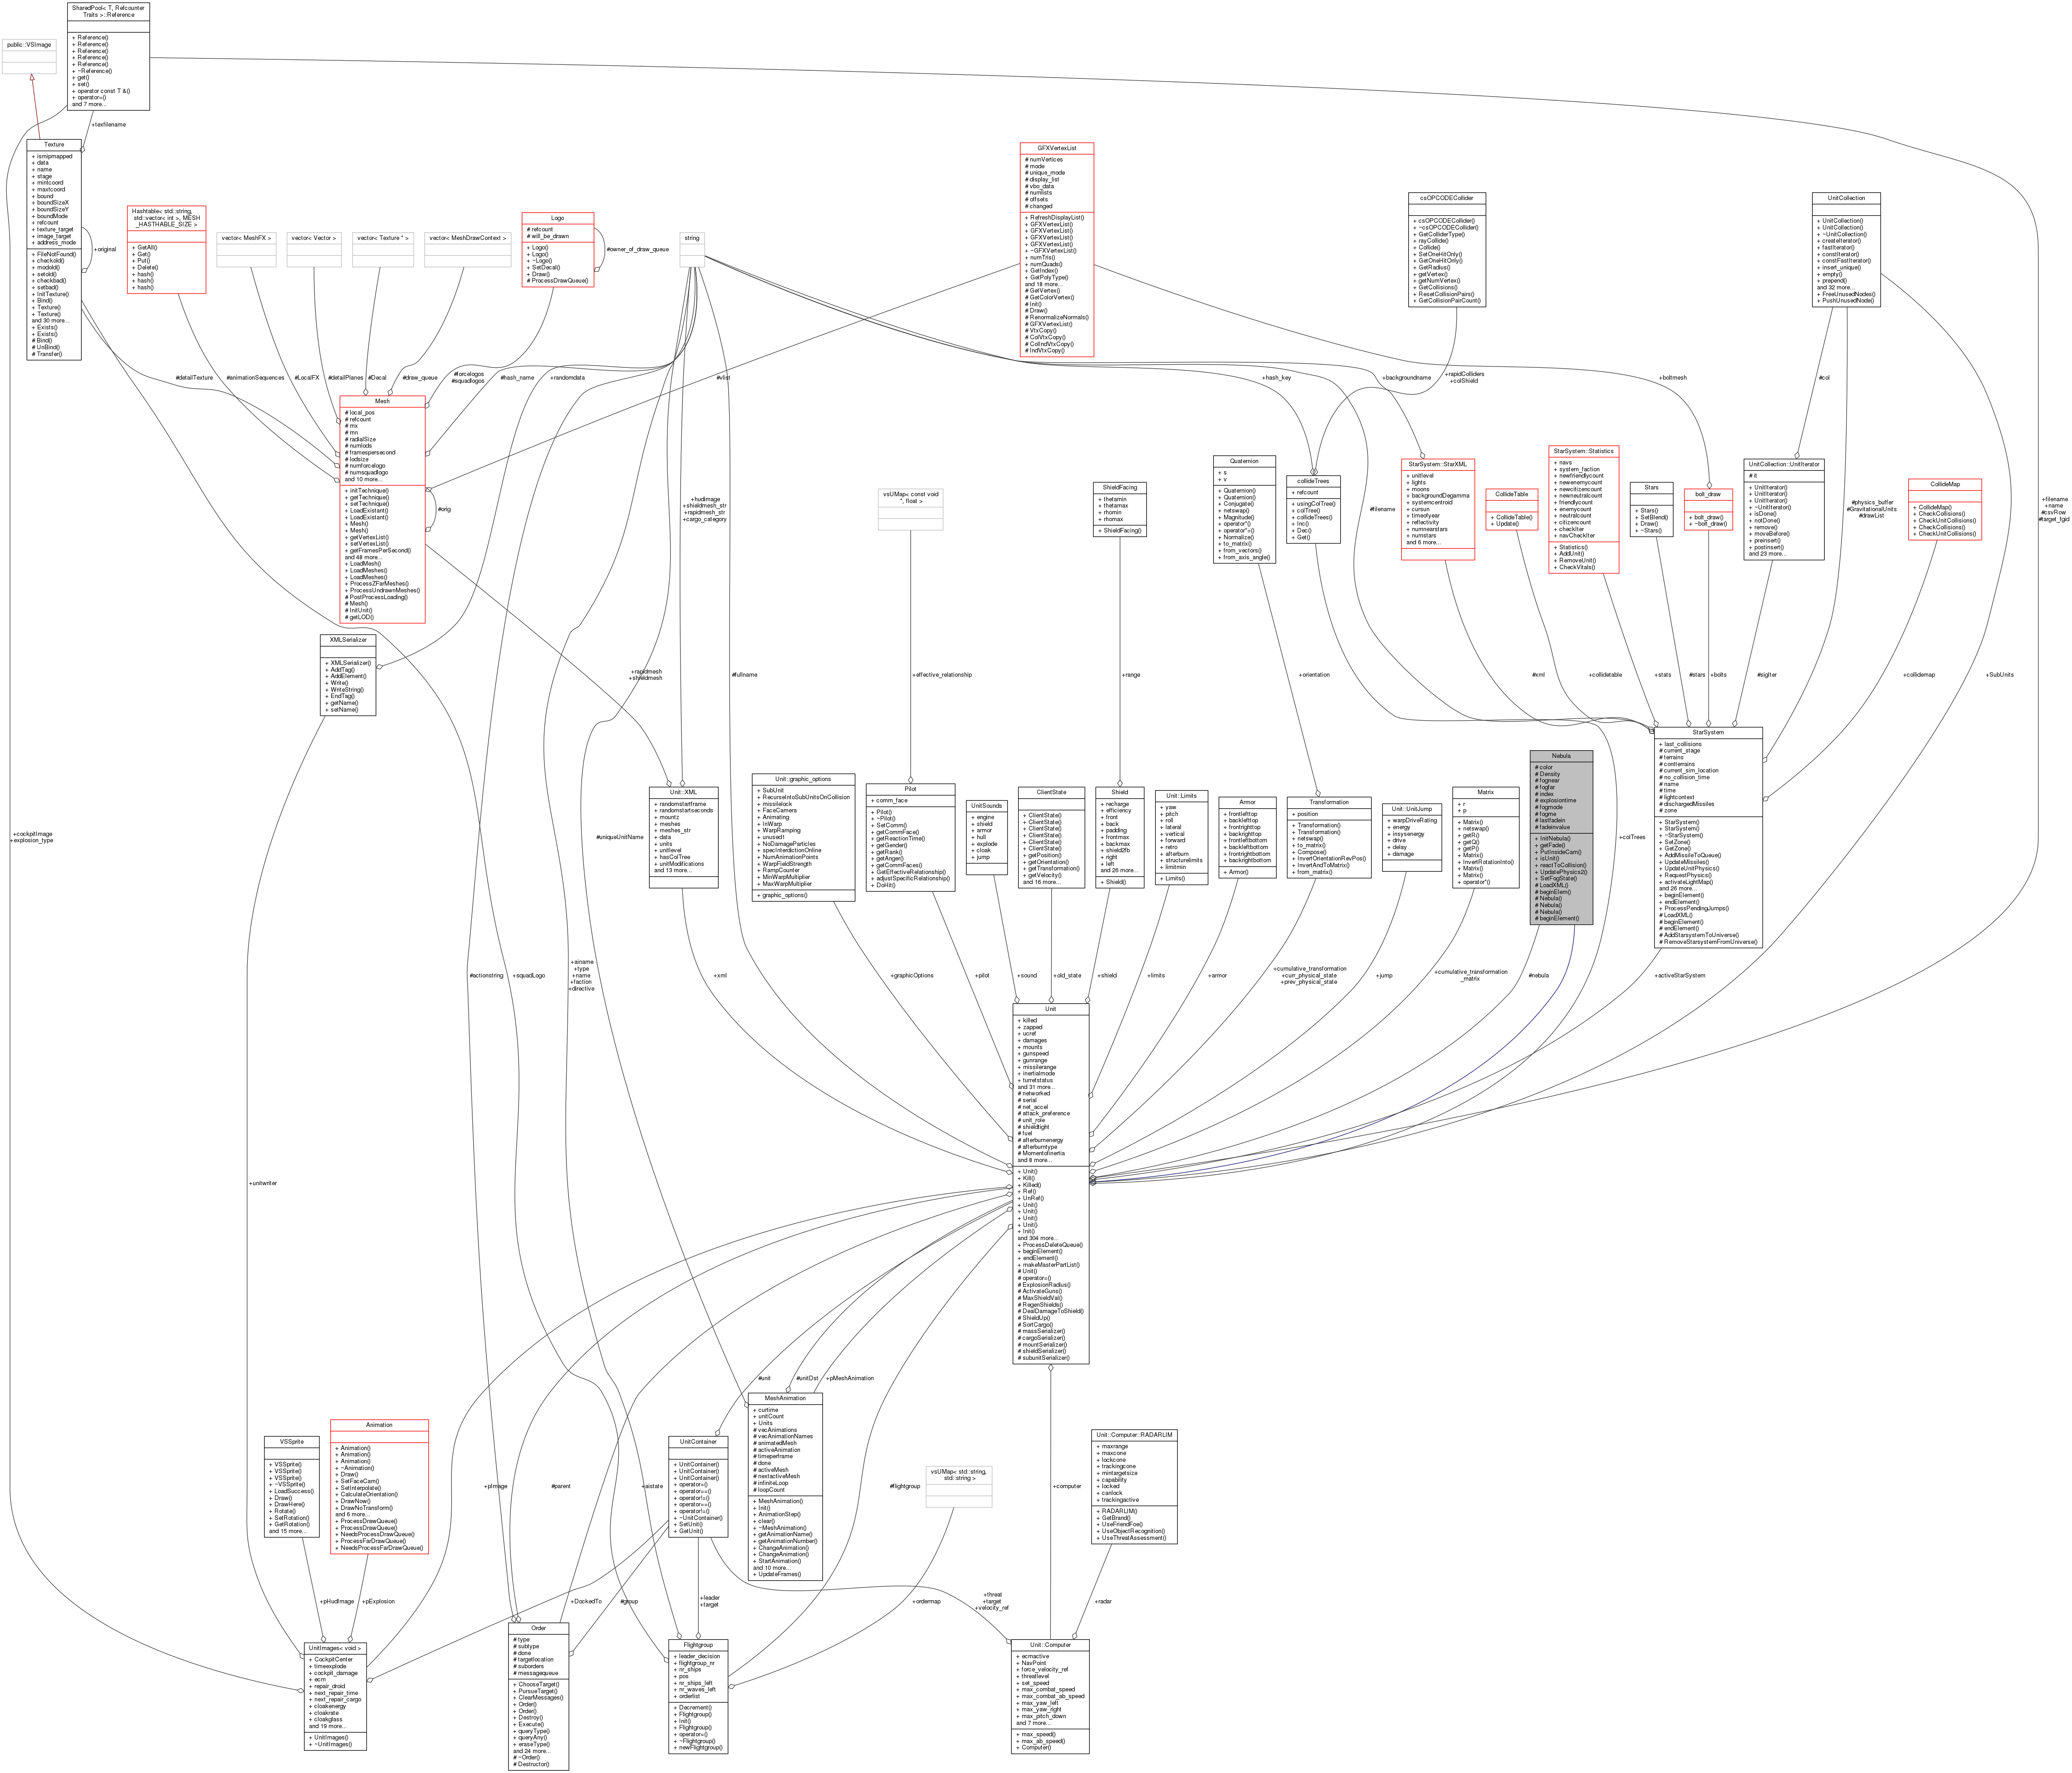 SharedPool< T, Refcounter
Traits >::Reference
+ Reference()
+ Reference()
+ Reference()
+ Reference()
+ Reference()
+ ~Reference()
+ get()
+ set()
+ operator const T &()
+ operator=()
and 7 more...
public::VSImage
+texfilename
Texture
+ ismipmapped
+ data
+ name
+ stage
+ mintcoord
+ maxtcoord
+ bound
+ boundSizeX
+ boundSizeY
+ boundMode
+ refcount
+ texture_target
+ image_target
+ address_mode
+ FileNotFound()
+ checkold()
+ modold()
+ setold()
+ checkbad()
+ setbad()
+ InitTexture()
+ Bind()
+ Texture()
+ Texture()
and 30 more...
+ Exists()
+ Exists()
# Bind()
# UnBind()
# Transfer()
+original
Hashtable< std::string,
std::vector< int >, MESH
_HASTHABLE_SIZE >
+ GetAll()
+ Get()
+ Put()
+ Delete()
+ hash()
+ hash()
+ hash()
vector< MeshFX >
vector< Vector >
vector< Texture * >
vector< MeshDrawContext >
Logo
# refcount
# will_be_drawn
+ Logo()
+ Logo()
+ ~Logo()
+ SetDecal()
+ Draw()
# ProcessDrawQueue()
#owner_of_draw_queue
string
GFXVertexList
# numVertices
# mode
# unique_mode
# display_list
# vbo_data
# numlists
# offsets
# changed
+ RefreshDisplayList()
+ GFXVertexList()
+ GFXVertexList()
+ GFXVertexList()
+ GFXVertexList()
+ ~GFXVertexList()
+ numTris()
+ numQuads()
+ GetIndex()
+ GetPolyType()
and 18 more...
# GetVertex()
# GetColorVertex()
# Init()
# Draw()
# RenormalizeNormals()
# GFXVertexList()
# VtxCopy()
# ColVtxCopy()
# ColIndVtxCopy()
# IndVtxCopy()
csOPCODECollider
+ csOPCODECollider()
+ ~csOPCODECollider()
+ GetColliderType()
+ rayCollide()
+ Collide()
+ SetOneHitOnly()
+ GetOneHitOnly()
+ GetRadius()
+ getVertex()
+ getNumVertex()
+ GetCollisions()
+ ResetCollisionPairs()
+ GetCollisionPairCount()
UnitCollection
+ UnitCollection()
+ UnitCollection()
+ ~UnitCollection()
+ createIterator()
+ fastIterator()
+ constIterator()
+ constFastIterator()
+ insert_unique()
+ empty()
+ prepend()
and 32 more...
+ FreeUnusedNodes()
+ PushUnusedNode()
#detailTexture
#animationSequences
#LocalFX
#detailPlanes
#Decal
#draw_queue
#forcelogos
#squadlogos
#hash_name
+randomdata
#vlist
+hash_key
+backgroundname
+rapidColliders
+colShield
+boltmesh
#col
Mesh
# local_pos
# refcount
# mx
# mn
# radialSize
# numlods
# framespersecond
# lodsize
# numforcelogo
# numsquadlogo
and 10 more...
+ initTechnique()
+ getTechnique()
+ setTechnique()
+ LoadExistant()
+ LoadExistant()
+ Mesh()
+ Mesh()
+ getVertexList()
+ setVertexList()
+ getFramesPerSecond()
and 48 more...
+ LoadMesh()
+ LoadMeshes()
+ LoadMeshes()
+ ProcessZFarMeshes()
+ ProcessUndrawnMeshes()
# PostProcessLoading()
# Mesh()
# InitUnit()
# getLOD()
#orig
+hudimage
+shieldmesh_str
+rapidmesh_str
+cargo_category
vsUMap< const void
*, float >
ShieldFacing
+ thetamin
+ thetamax
+ rhomin
+ rhomax
+ ShieldFacing()
Quaternion
+ s
+ v
+ Quaternion()
+ Quaternion()
+ Conjugate()
+ netswap()
+ Magnitude()
+ operator*()
+ operator*=()
+ Normalize()
+ to_matrix()
+ from_vectors()
+ from_axis_angle()
collideTrees
+ refcount
+ usingColTree()
+ colTree()
+ collideTrees()
+ Inc()
+ Dec()
+ Get()
#filename
StarSystem::StarXML
+ unitlevel
+ lights
+ moons
+ backgroundDegamma
+ systemcentroid
+ cursun
+ timeofyear
+ reflectivity
+ numnearstars
+ numstars
and 6 more...
CollideTable
+ CollideTable()
+ Update()
StarSystem::Statistics
+ navs
+ system_faction
+ newfriendlycount
+ newenemycount
+ newcitizencount
+ newneutralcount
+ friendlycount
+ enemycount
+ neutralcount
+ citizencount
+ checkIter
+ navCheckIter
+ Statistics()
+ AddUnit()
+ RemoveUnit()
+ CheckVitals()
Stars
+ Stars()
+ SetBlend()
+ Draw()
+ ~Stars()
bolt_draw
+ bolt_draw()
+ ~bolt_draw()
UnitCollection::UnitIterator
# it
+ UnitIterator()
+ UnitIterator()
+ UnitIterator()
+ ~UnitIterator()
+ isDone()
+ notDone()
+ remove()
+ moveBefore()
+ preinsert()
+ postinsert()
and 23 more...
#physics_buffer
#GravitationalUnits
#drawList
CollideMap
+ CollideMap()
+ CheckCollisions()
+ CheckUnitCollisions()
+ CheckCollisions()
+ CheckUnitCollisions()
+filename
+name
#csvRow
#target_fgid
XMLSerializer
+ XMLSerializer()
+ AddTag()
+ AddElement()
+ Write()
+ WriteString()
+ EndTag()
+ getName()
+ setName()
+rapidmesh
+shieldmesh
#fullname
+effective_relationship
+range
+orientation
#xml
+collidetable
+stats
#stars
+bolts
#sigIter
+collidemap
+SubUnits
+cockpitImage
+explosion_type
#uniqueUnitName
Unit::XML
+ randomstartframe
+ randomstartseconds
+ mountz
+ meshes
+ meshes_str
+ data
+ units
+ unitlevel
+ hasColTree
+ unitModifications
and 13 more...
Unit::graphic_options
+ SubUnit
+ RecurseIntoSubUnitsOnCollision
+ missilelock
+ FaceCamera
+ Animating
+ InWarp
+ WarpRamping
+ unused1
+ NoDamageParticles
+ specInterdictionOnline
+ NumAnimationPoints
+ WarpFieldStrength
+ RampCounter
+ MinWarpMultiplier
+ MaxWarpMultiplier
+ graphic_options()
Pilot
+ comm_face
+ Pilot()
+ ~Pilot()
+ SetComm()
+ getCommFace()
+ getReactionTime()
+ getGender()
+ getRank()
+ getAnger()
+ getCommFaces()
+ GetEffectiveRelationship()
+ adjustSpecificRelationship()
+ DoHit()
UnitSounds
+ engine
+ shield
+ armor
+ hull
+ explode
+ cloak
+ jump
ClientState
+ ClientState()
+ ClientState()
+ ClientState()
+ ClientState()
+ ClientState()
+ ClientState()
+ getPosition()
+ getOrientation()
+ getTransformation()
+ getVelocity()
and 16 more...
Shield
+ recharge
+ efficiency
+ front
+ back
+ padding
+ frontmax
+ backmax
+ shield2fb
+ right
+ left
and 26 more...
+ Shield()
Unit::Limits
+ yaw
+ pitch
+ roll
+ lateral
+ vertical
+ forward
+ retro
+ afterburn
+ structurelimits
+ limitmin
+ Limits()
Armor
+ frontlefttop
+ backlefttop
+ frontrighttop
+ backrighttop
+ frontleftbottom
+ backleftbottom
+ frontrightbottom
+ backrightbottom
+ Armor()
Transformation
+ position
+ Transformation()
+ Transformation()
+ netswap()
+ to_matrix()
+ Compose()
+ InvertOrientationRevPos()
+ InvertAndToMatrix()
+ from_matrix()
Unit::UnitJump
+ warpDriveRating
+ energy
+ insysenergy
+ drive
+ delay
+ damage
Matrix
+ r
+ p
+ Matrix()
+ netswap()
+ getR()
+ getQ()
+ getP()
+ Matrix()
+ InvertRotationInto()
+ Matrix()
+ Matrix()
+ operator*()
Nebula
# color
# Density
# fognear
# fogfar
# index
# explosiontime
# fogmode
# fogme
# lastfadein
# fadeinvalue
+ InitNebula()
+ getFade()
+ PutInsideCam()
+ isUnit()
+ reactToCollision()
+ UpdatePhysics2()
+ SetFogState()
# LoadXML()
# beginElem()
# Nebula()
# Nebula()
# Nebula()
# beginElement()
+colTrees
StarSystem
+ last_collisions
# current_stage
# terrains
# contterrains
# current_sim_location
# no_collision_time
# name
# time
# lightcontext
# dischargedMissiles
# zone
+ StarSystem()
+ StarSystem()
+ ~StarSystem()
+ SetZone()
+ GetZone()
+ AddMissileToQueue()
+ UpdateMissiles()
+ UpdateUnitPhysics()
+ RequestPhysics()
+ activateLightMap()
and 26 more...
+ beginElement()
+ endElement()
+ ProcessPendingJumps()
# LoadXML()
# beginElement()
# endElement()
# AddStarsystemToUniverse()
# RemoveStarsystemFromUniverse()
#actionstring
+squadLogo
+ainame
+type
+name
+faction
+directive
+xml
+graphicOptions
+pilot
+sound
+old_state
+shield
+limits
+armor
+cumulative_transformation
+curr_physical_state
+prev_physical_state
+jump
+cumulative_transformation
_matrix
#nebula
+activeStarSystem
Unit
+ killed
+ zapped
+ ucref
+ damages
+ mounts
+ gunspeed
+ gunrange
+ missilerange
+ inertialmode
+ turretstatus
and 31 more...
# networked
# serial
# net_accel
# attack_preference
# unit_role
# shieldtight
# fuel
# afterburnenergy
# afterburntype
# MomentofInertia
and 8 more...
+ Unit()
+ Kill()
+ Killed()
+ Ref()
+ UnRef()
+ Unit()
+ Unit()
+ Unit()
+ Unit()
+ Init()
and 304 more...
+ ProcessDeleteQueue()
+ beginElement()
+ endElement()
+ makeMasterPartList()
# Unit()
# operator=()
# ExplosionRadius()
# ActivateGuns()
# MaxShieldVal()
# RegenShields()
# DealDamageToShield()
# ShieldUp()
# SortCargo()
# massSerializer()
# cargoSerializer()
# mountSerializer()
# shieldSerializer()
# subunitSerializer()
+unitwriter
#unit
#unitDst
+pMeshAnimation
VSSprite
+ VSSprite()
+ VSSprite()
+ VSSprite()
+ ~VSSprite()
+ LoadSuccess()
+ Draw()
+ DrawHere()
+ Rotate()
+ SetRotation()
+ GetRotation()
and 15 more...
Animation
+ Animation()
+ Animation()
+ Animation()
+ ~Animation()
+ Draw()
+ SetFaceCam()
+ SetInterpolate()
+ CalculateOrientation()
+ DrawNow()
+ DrawNoTransform()
and 6 more...
+ ProcessDrawQueue()
+ ProcessDrawQueue()
+ NeedsProcessDrawQueue()
+ ProcessFarDrawQueue()
+ NeedsProcessFarDrawQueue()
+pImage
#parent
+aistate
UnitContainer
+ UnitContainer()
+ UnitContainer()
+ UnitContainer()
+ operator=()
+ operator==()
+ operator!=()
+ operator==()
+ operator!=()
+ ~UnitContainer()
+ SetUnit()
+ GetUnit()
MeshAnimation
+ curtime
+ unitCount
+ Units
# vecAnimations
# vecAnimationNames
# animatedMesh
# activeAnimation
# timeperframe
# done
# activeMesh
# nextactiveMesh
# infiniteLoop
# loopCount
+ MeshAnimation()
+ Init()
+ AnimationStep()
+ clear()
+ ~MeshAnimation()
+ getAnimationName()
+ getAnimationNumber()
+ ChangeAnimation()
+ ChangeAnimation()
+ StartAnimation()
and 10 more...
+ UpdateFrames()
#flightgroup
vsUMap< std::string,
std::string >
+computer
Unit::Computer::RADARLIM
+ maxrange
+ maxcone
+ lockcone
+ trackingcone
+ mintargetsize
+ capability
+ locked
+ canlock
+ trackingactive
+ RADARLIM()
+ GetBrand()
+ UseFriendFoe()
+ UseObjectRecognition()
+ UseThreatAssessment()
+pHudImage
+pExplosion
+DockedTo
#group
+leader
+target
+ordermap
+threat
+target
+velocity_ref
+radar
UnitImages< void >
+ CockpitCenter
+ timeexplode
+ cockpit_damage
+ ecm
+ repair_droid
+ next_repair_time
+ next_repair_cargo
+ cloakenergy
+ cloakrate
+ cloakglass
and 19 more...
+ UnitImages()
+ ~UnitImages()
Order
# type
# subtype
# done
# targetlocation
# suborders
# messagequeue
+ ChooseTarget()
+ PursueTarget()
+ ClearMessages()
+ Order()
+ Order()
+ Destroy()
+ Execute()
+ queryType()
+ queryAny()
+ eraseType()
and 24 more...
# ~Order()
# Destructor()
Flightgroup
+ leader_decision
+ flightgroup_nr
+ nr_ships
+ pos
+ nr_ships_left
+ nr_waves_left
+ orderlist
+ Decrement()
+ Flightgroup()
+ Init()
+ Flightgroup()
+ operator=()
+ ~Flightgroup()
+ newFlightgroup()
Unit::Computer
+ ecmactive
+ NavPoint
+ force_velocity_ref
+ threatlevel
+ set_speed
+ max_combat_speed
+ max_combat_ab_speed
+ max_yaw_left
+ max_yaw_right
+ max_pitch_down
and 7 more...
+ max_speed()
+ max_ab_speed()
+ Computer()